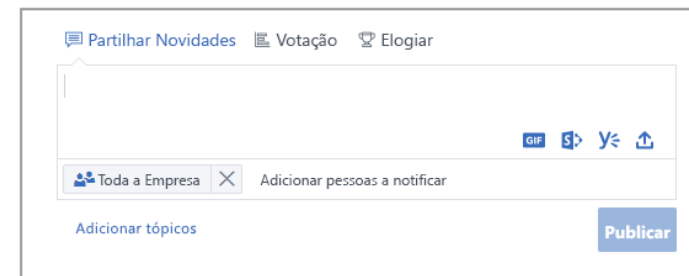 Partilhar Novidades Votação Elogiar
GIF S y
Toda a Empresa Adicionar pessoas a notificar
Adicionar tópicos Publicar